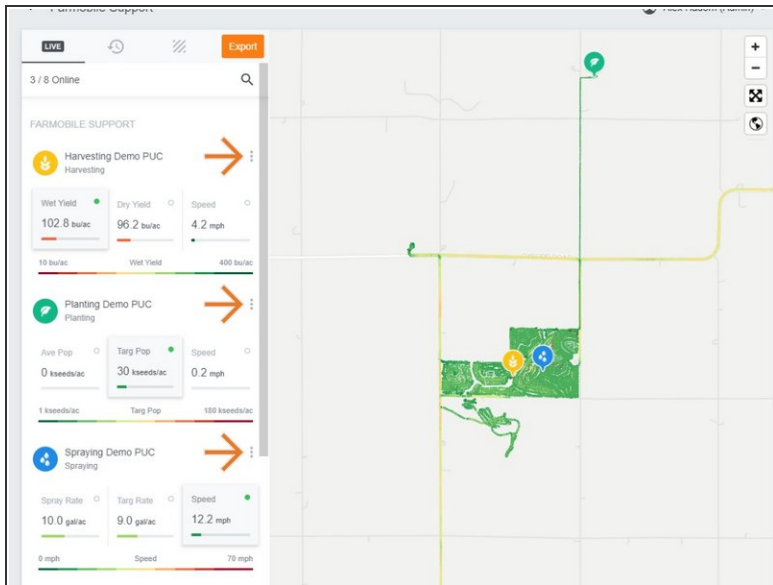 Farmobile Support
LIVE
Export
3 / 8 Online
FARMOBILE SUPPORT
Harvesting Demo PUC
Harvesting
Wet Yield Dry Yield Speed
102.8 bu/ac 96.2 bu/ac 4.2 mph
10 bu/ac Wet Yield 400 bu/ac
Planting Demo PUC
Planting
Ave Pop Targ Pop Speed
0 kseeds/ac 30 kseeds/ac 0.2 mph
1 kseeds/ac Targ Pop 188 kseeds/ac
Spraying Demo PUC
Spraying
Spray Rate Targ Rate Speed
10.0 gal/ac 9.0 gal/ac 12.2 mph
0 mph Speed 70 mph
+
−